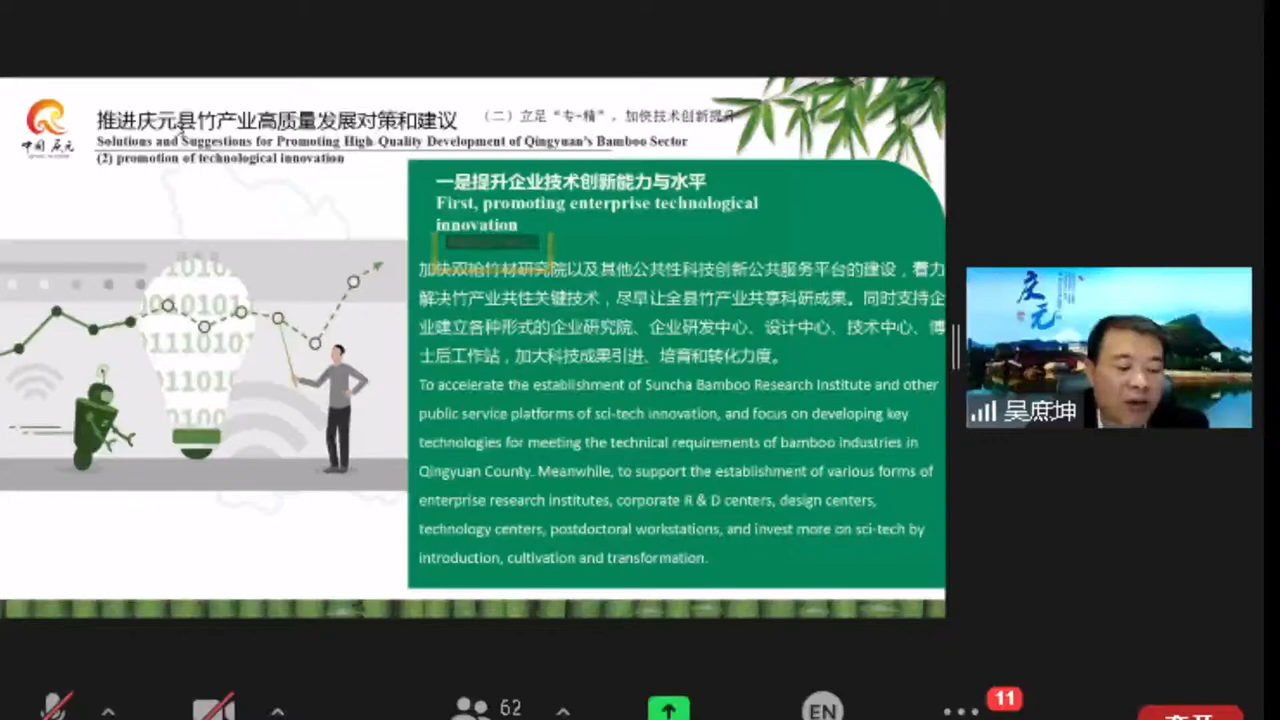 推进庆元县竹产业高质量发展对策和建议
（二）立足“专-精”，加快技术创新提升
Solutions and Suggestions for Promoting High-Quality Development of Qingyuan's Bamboo Sector
(2) promotion of technological innovation
中国 庆元
一是提升企业技术创新能力与水平
First, promoting enterprise technological
innovation
加快双枪竹材研究院以及其他公共性科技创新公共服务平台的建设，着力
解决竹产业共性关键技术，尽早让全县竹产业共享科研成果。同时支持企
业建立各种形式的企业研究院、企业研发中心、设计中心、技术中心、博
士后工作站，加大科技成果引进、培育和转化力度。
To accelerate the establishment of Suncha Bamboo Research Institute and other
public service platforms of sci-tech innovation, and focus on developing key
technologies for meeting the technical requirements of bamboo industries in
Qingyuan County. Meanwhile, to support the establishment of various forms of
enterprise research institutes, corporate R & D centers, design centers,
technology centers, postdoctoral workstations, and invest more on sci-tech by
introduction, cultivation and transformation.
1010
0010101
0111010
11101
0100
庆元
吴庶坤
62
EN
11